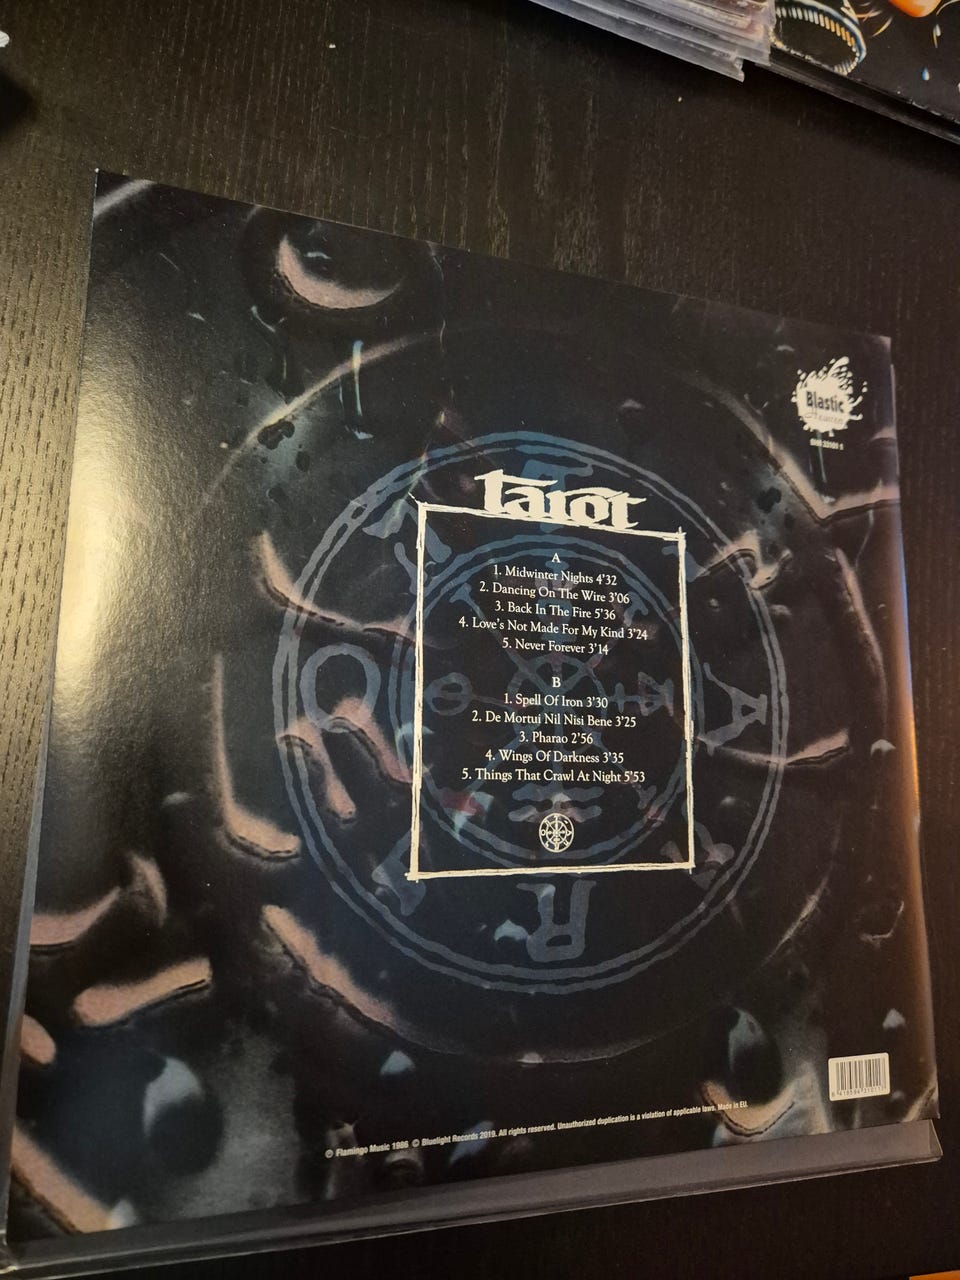 Blastic
tarot
A
1. Midwinter Nights 4'32
2. Dancing On The Wire 3'06
3. Back In The Fire 5'36
4. Love's Not Made For My Kind 3'24
5. Never Forever 3'14
B
1. Spell Of Iron 3'30
2. De Mortui Nil Nisi Bene 3'25
3. Pharao 2'56
4. Wings Of Darkness 3'35
5. Things That Crawl At Night 5'53
℗ Flamingo Music 1986 © Bluelight Records 2019. All rights reserved. Unauthorized duplication is a violation of applicable laws. Made in EU.